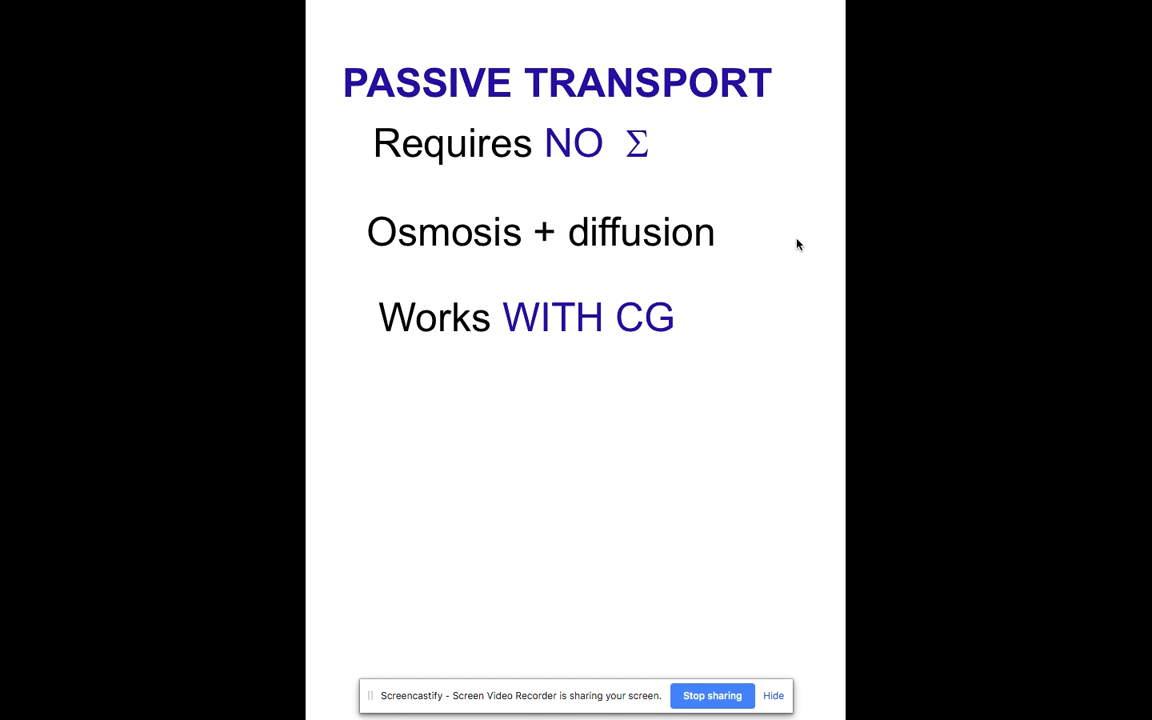 PASSIVE TRANSPORT
Requires NO Σ
Osmosis + diffusion
Works WITH CG
Screencastify - Screen Video Recorder is sharing your screen. Stop sharing Hide